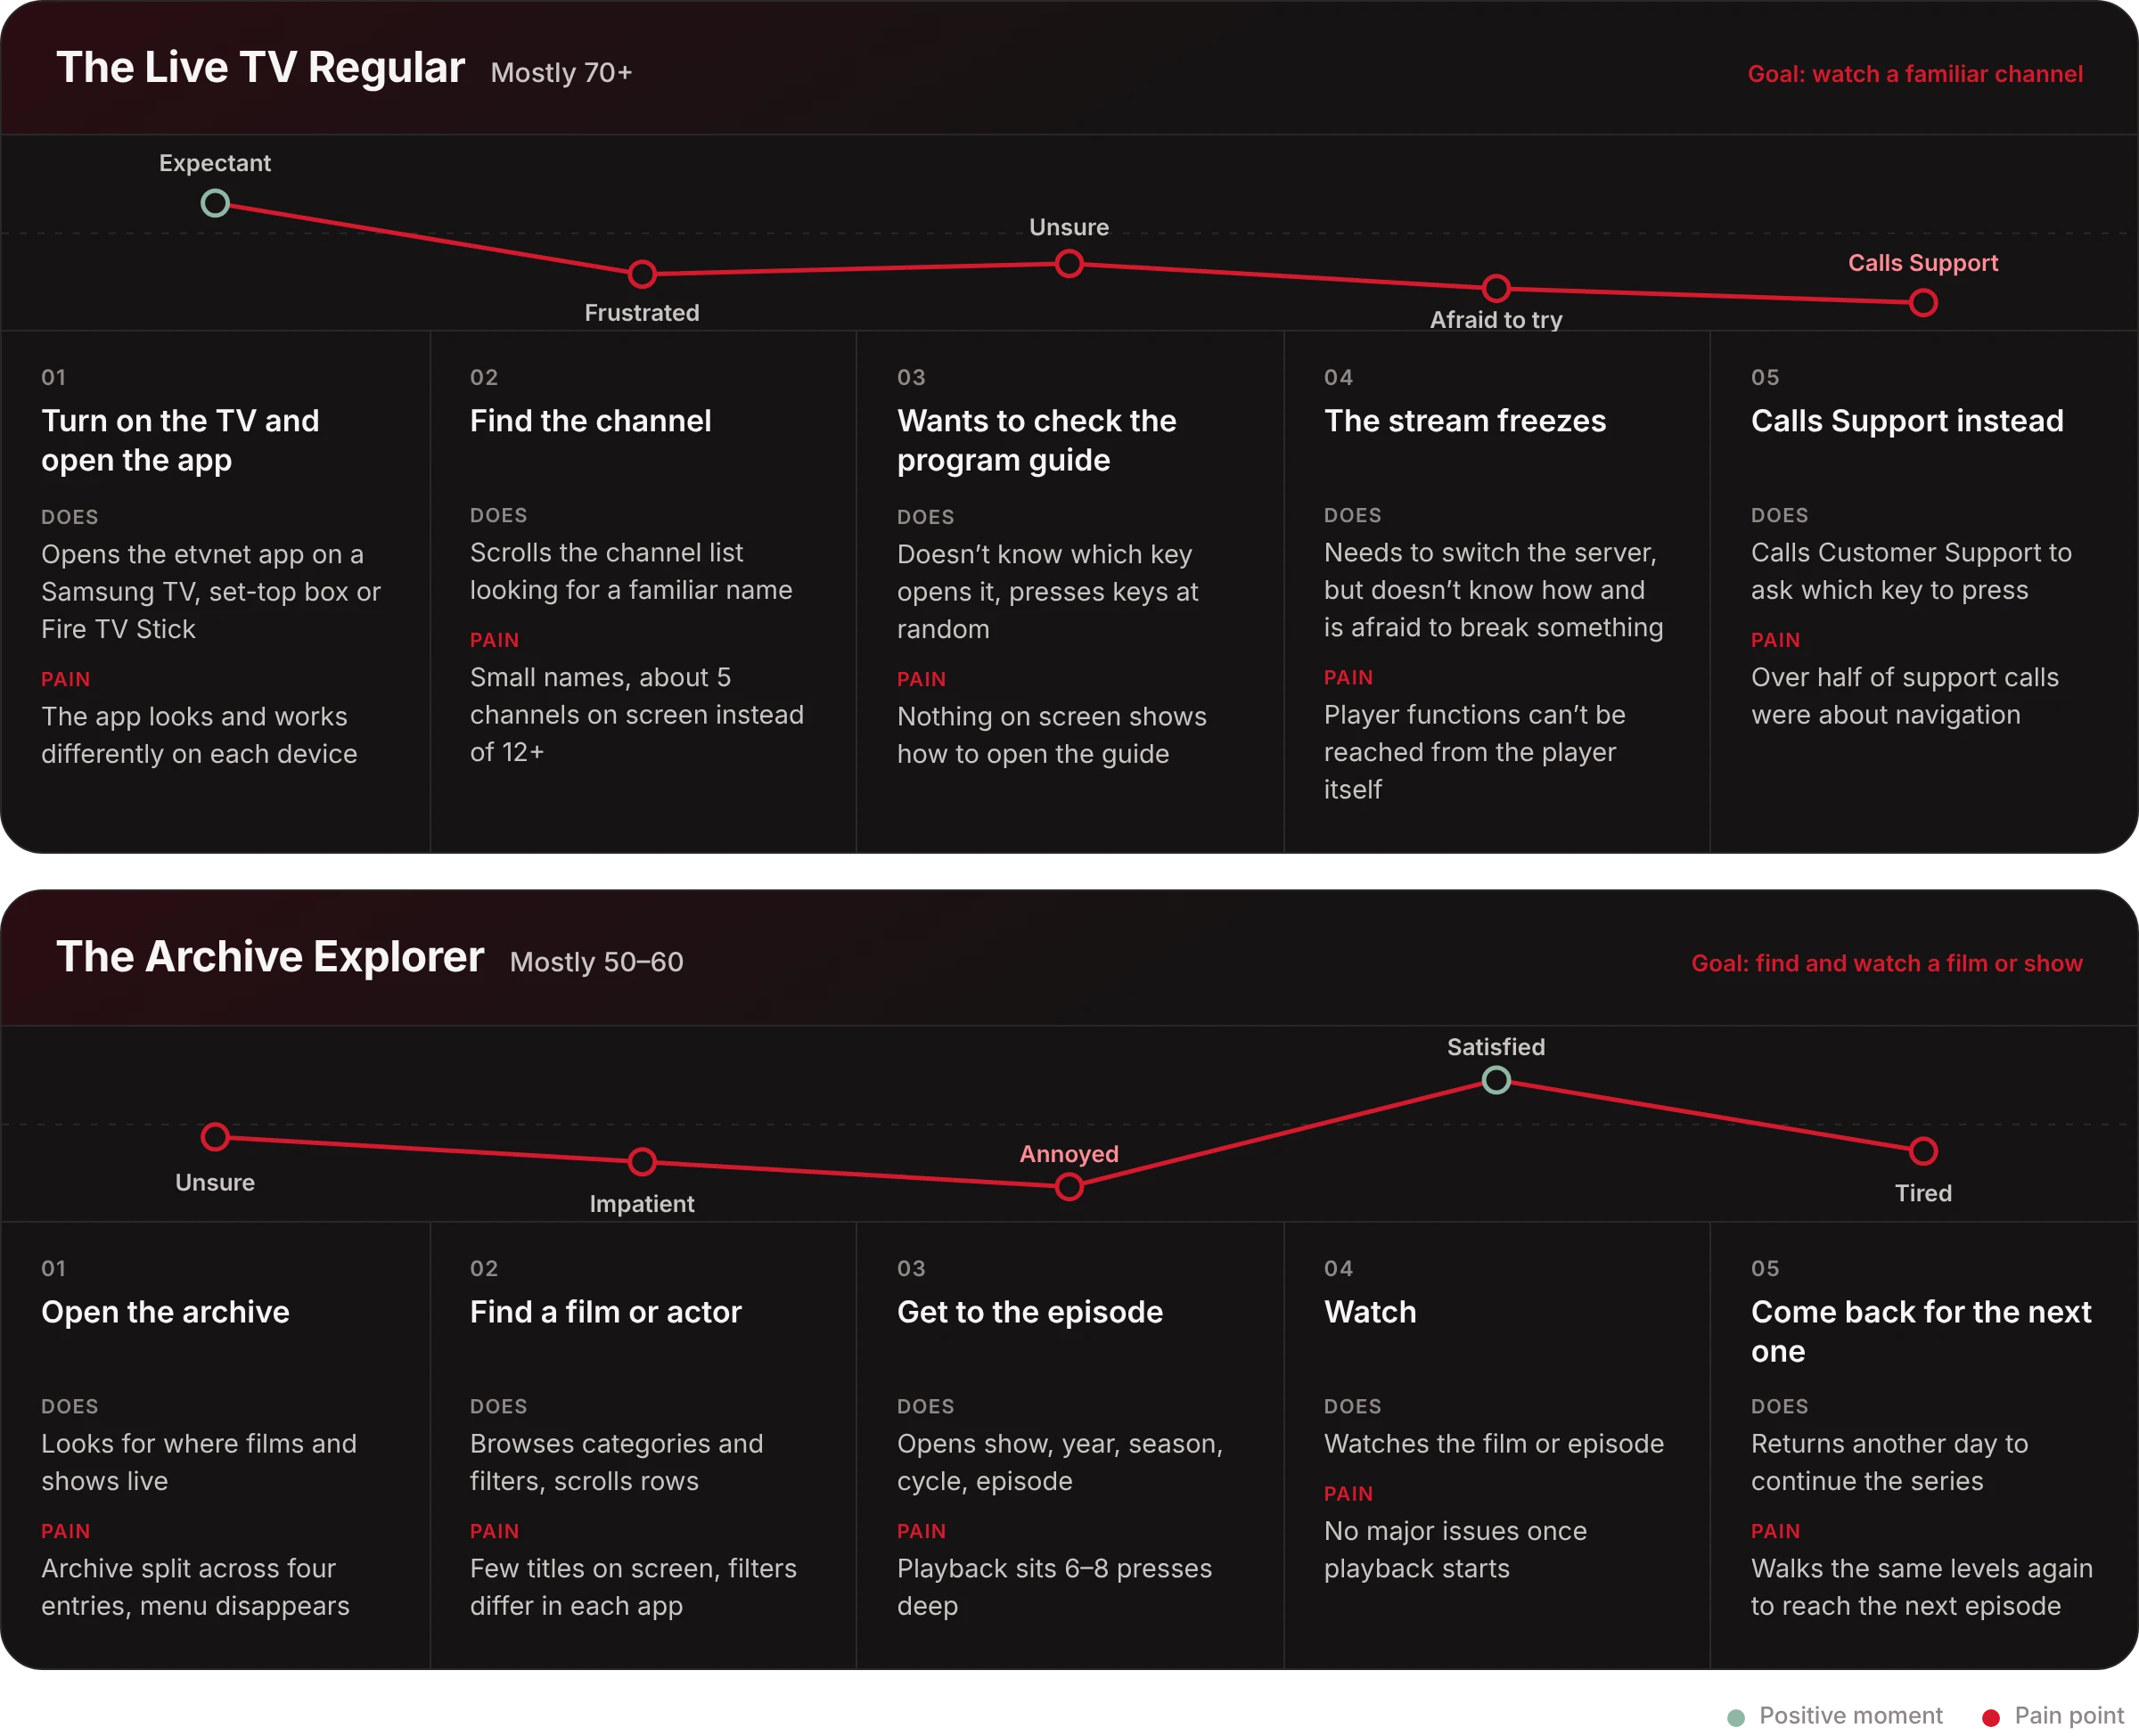 The Live TV Regular Mostly 70+
Goal: watch a familiar channel
Expectant
Frustrated
Unsure
Afraid to try
Calls Support
01
Turn on the TV and
open the app
DOES
Opens the etvnet app on a
Samsung TV, set-top box or
Fire TV Stick
PAIN
The app looks and works
differently on each device
02
Find the channel
DOES
Scrolls the channel list
looking for a familiar name
PAIN
Small names, about 5
channels on screen instead
of 12+
03
Wants to check the
program guide
DOES
Doesn’t know which key
opens it, presses keys at
random
PAIN
Nothing on screen shows
how to open the guide
04
The stream freezes
DOES
Needs to switch the server,
but doesn’t know how and
is afraid to break something
PAIN
Player functions can’t be
reached from the player
itself
05
Calls Support instead
DOES
Calls Customer Support to
ask which key to press
PAIN
Over half of support calls
were about navigation
The Archive Explorer Mostly 50–60
Goal: find and watch a film or show
Unsure
Impatient
Annoyed
Satisfied
Tired
01
Open the archive
DOES
Looks for where films and
shows live
PAIN
Archive split across four
entries, menu disappears
02
Find a film or actor
DOES
Browses categories and
filters, scrolls rows
PAIN
Few titles on screen, filters
differ in each app
03
Get to the episode
DOES
Opens show, year, season,
cycle, episode
PAIN
Playback sits 6–8 presses
deep
04
Watch
DOES
Watches the film or episode
PAIN
No major issues once
playback starts
05
Come back for the next
one
DOES
Returns another day to
continue the series
PAIN
Walks the same levels again
to reach the next episode
Positive moment
Pain point